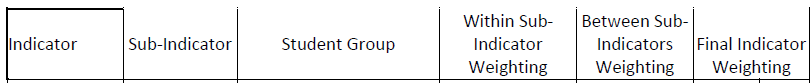 Indicator
Sub-Indicator
Student Group
Within Sub-
Indicator
Weighting
Between Sub-
Indicators
Weighting
Final Indicator
Weighting